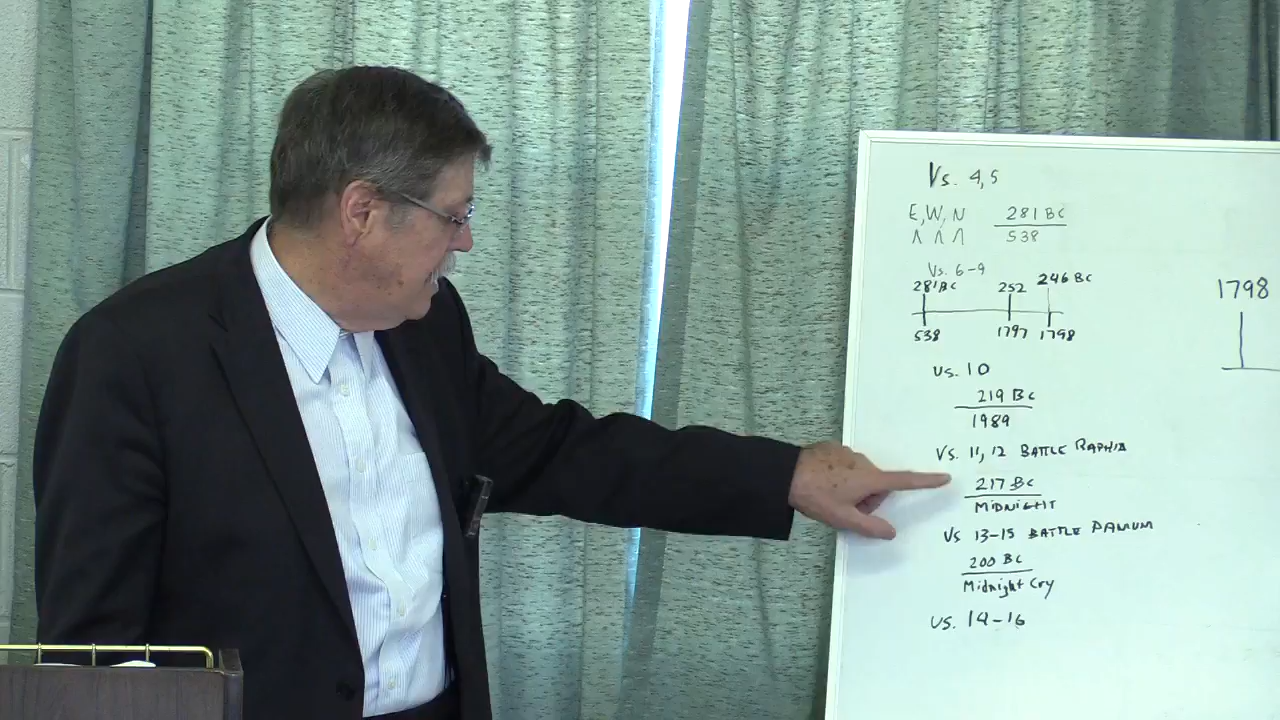 Vs. 4,5
E, W, N
281 BC
538
Vs. 6-9
281 BC 252 246 BC
538 1797 1798
1798
Vs. 10
219 BC
1989
Vs. 11, 12 BATTLE RAPHIA
217 BC
MIDNIGHT
Vs 13-15 BATTLE PANIUM
200 BC
Midnight Cry
Vs. 14-16